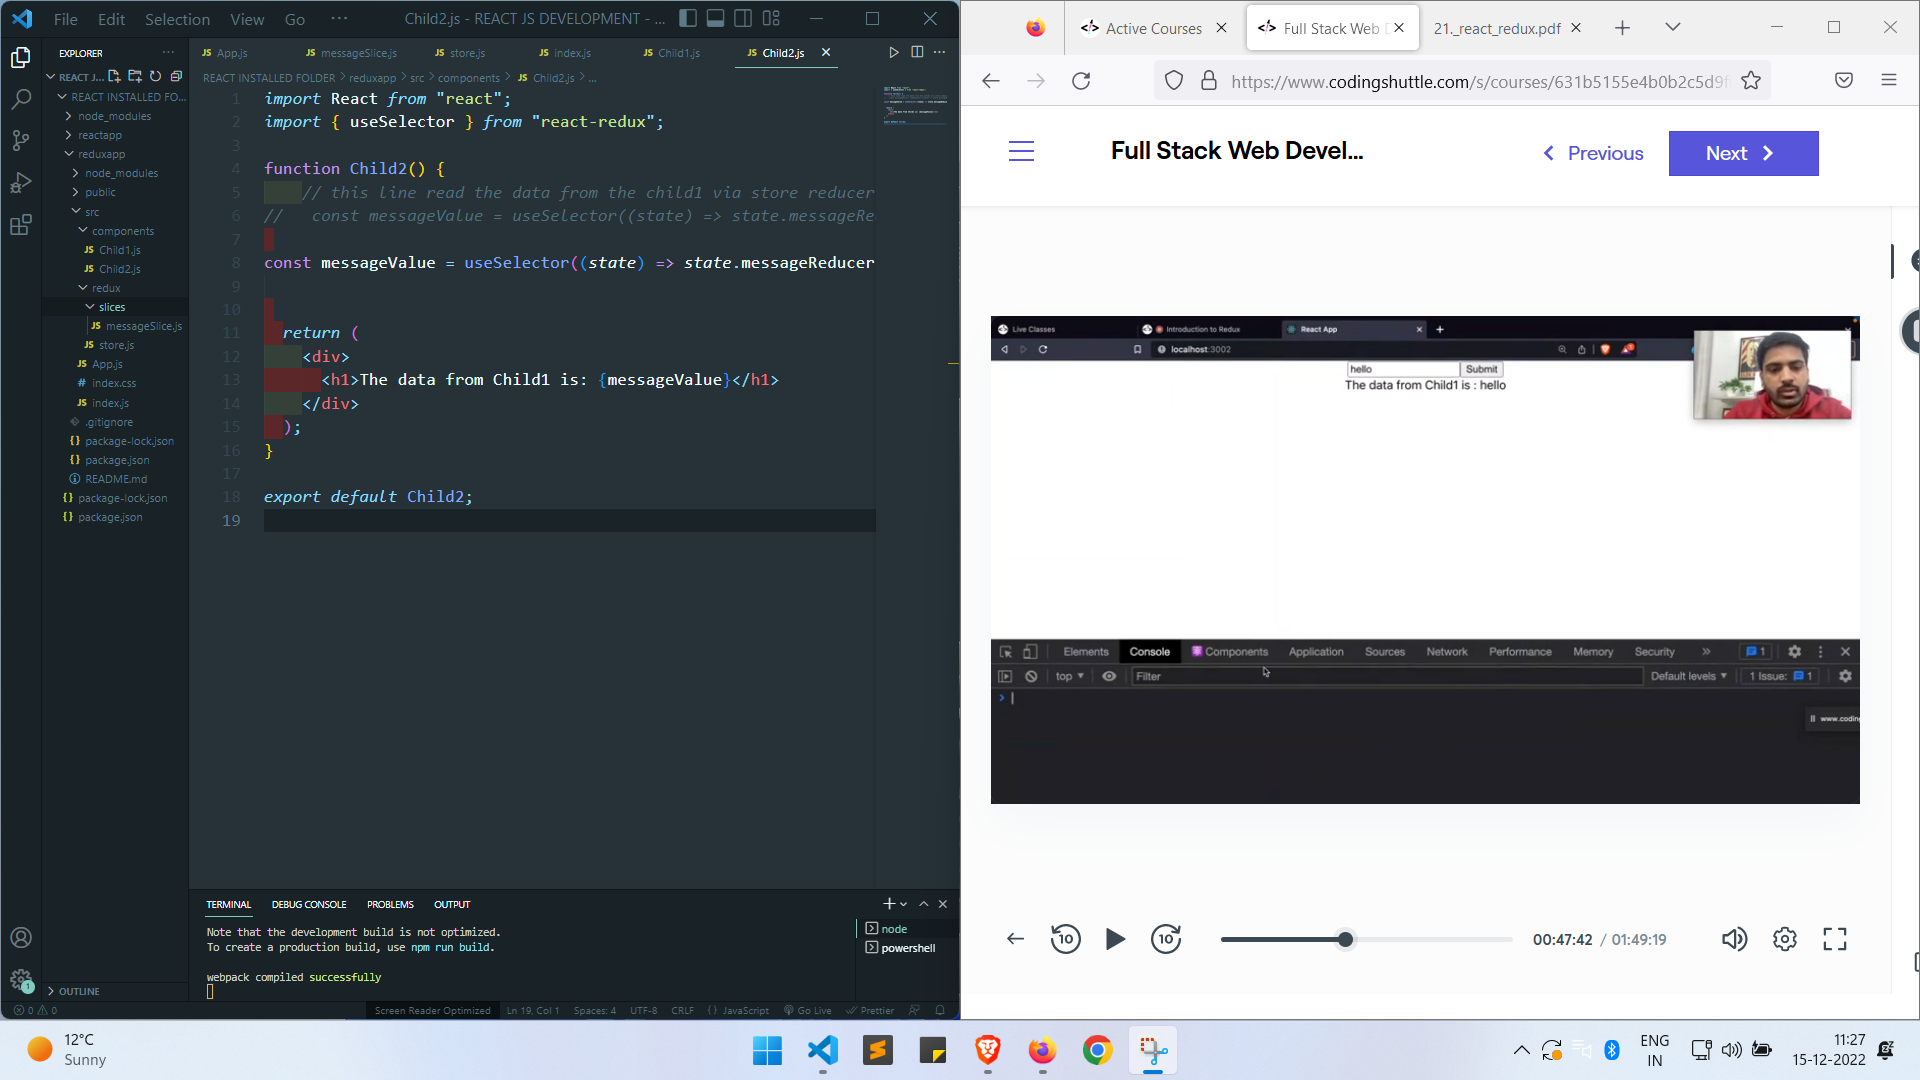 File Edit Selection View Go ··· Child2.js - REACT JS DEVELOPMENT - ...
EXPLORER
REACT J...
REACT INSTALLED FO...
node_modules
reactapp
reduxapp
node_modules
public
src
components
Child1.js
Child2.js
redux
slices
messageSlice.js
store.js
App.js
index.css
index.js
.gitignore
package-lock.json
package.json
README.md
package-lock.json
package.json
OUTLINE
App.js messageSlice.js store.js index.js Child1.js Child2.js
REACT INSTALLED FOLDER > reduxapp > src > components > JS Child2.js > ...
1 import React from "react";
2 import { useSelector } from "react-redux";
3
4 function Child2() {
5 // this line read the data from the child1 via store reducer
6 // const messageValue = useSelector((state) => state.messageRe
7
8 const messageValue = useSelector((state) => state.messageReducer
9
10
11 return (
12 <div>
13 <h1>The data from Child1 is: {messageValue}</h1>
14 </div>
15 );
16 }
17
18 export default Child2;
19
TERMINAL DEBUG CONSOLE PROBLEMS OUTPUT
Note that the development build is not optimized.
To create a production build, use npm run build.
webpack compiled successfully
node
powershell
0 0 Screen Reader Optimized Ln 19, Col 1 Spaces: 4 UTF-8 CRLF JavaScript Go Live Prettier
Active Courses Full Stack Web D 21._react_redux.pdf
https://www.codingshuttle.com/s/courses/631b5155e4b0b2c5d9f
Full Stack Web Devel...
Previous
Next
Live Classes Introduction to Redux React App
localhost:3002
hello Submit
The data from Child1 is : hello
Elements Console Components Application Sources Network Performance Memory Security » 1
top Filter Default levels 1 Issue: 1
www.coding
10 10 00:47:42 / 01:49:19
12°C
Sunny
ENG
IN
11:27
15-12-2022